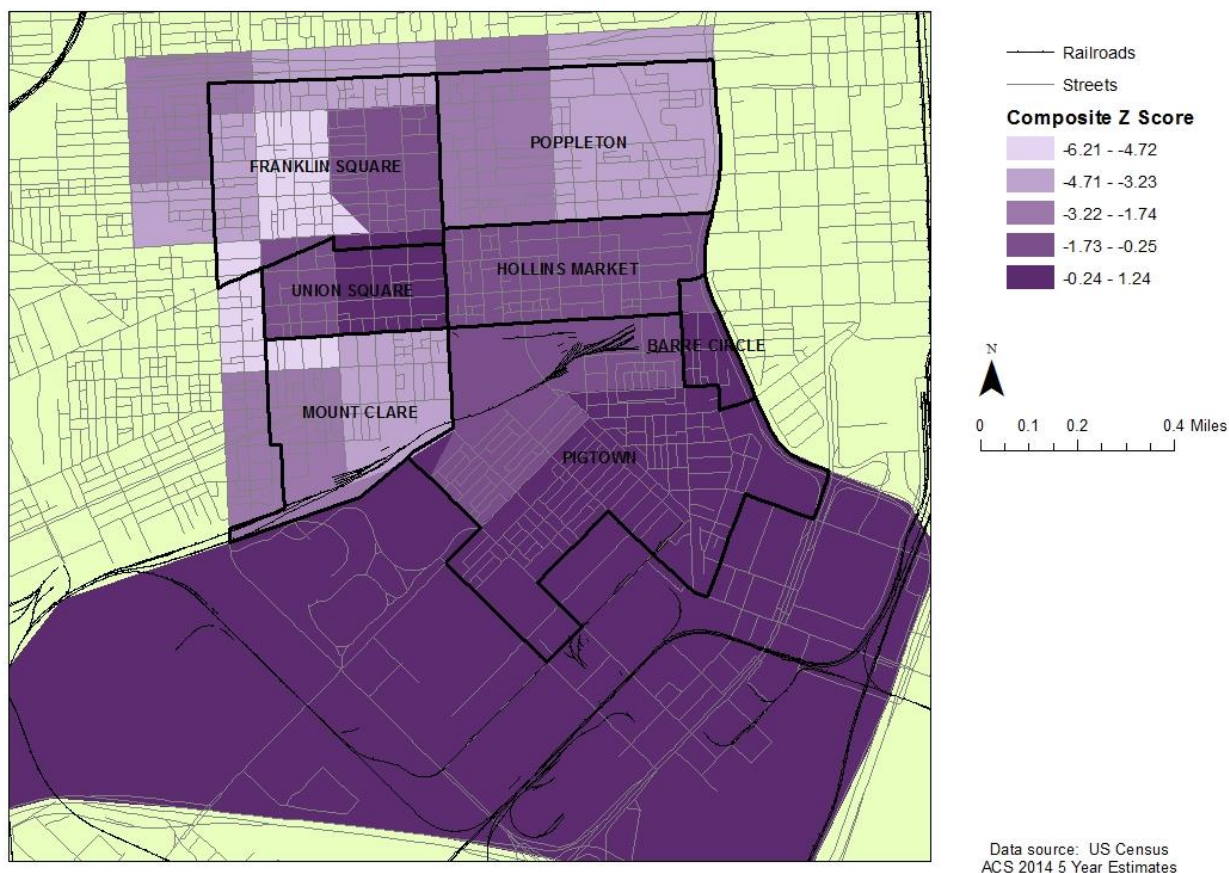 POPPLETON
FRANKLIN SQUARE
HOLLINS MARKET
UNION SQUARE
BARRE CIRCLE
MOUNT CLARE
PIGTOWN
Railroads
Streets
Composite Z Score
-6.21 - -4.72
-4.71 - -3.23
-3.22 - -1.74
-1.73 - -0.25
-0.24 - 1.24
N
0 0.1 0.2 0.4 Miles
Data source: US Census
ACS 2014 5 Year Estimates